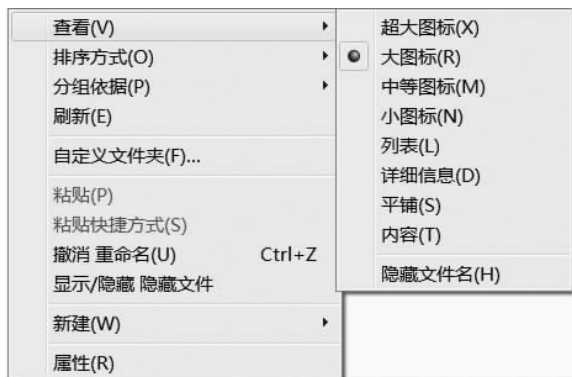 查看(V)
排序方式(O)
分组依据(P)
刷新(E)
自定义文件夹(F)...
粘贴(P)
粘贴快捷方式(S)
撤消 重命名(U) Ctrl+Z
显示/隐藏 隐藏文件
新建(W)
属性(R)
超大图标(X)
大图标(R)
中等图标(M)
小图标(N)
列表(L)
详细信息(D)
平铺(S)
内容(T)
隐藏文件名(H)